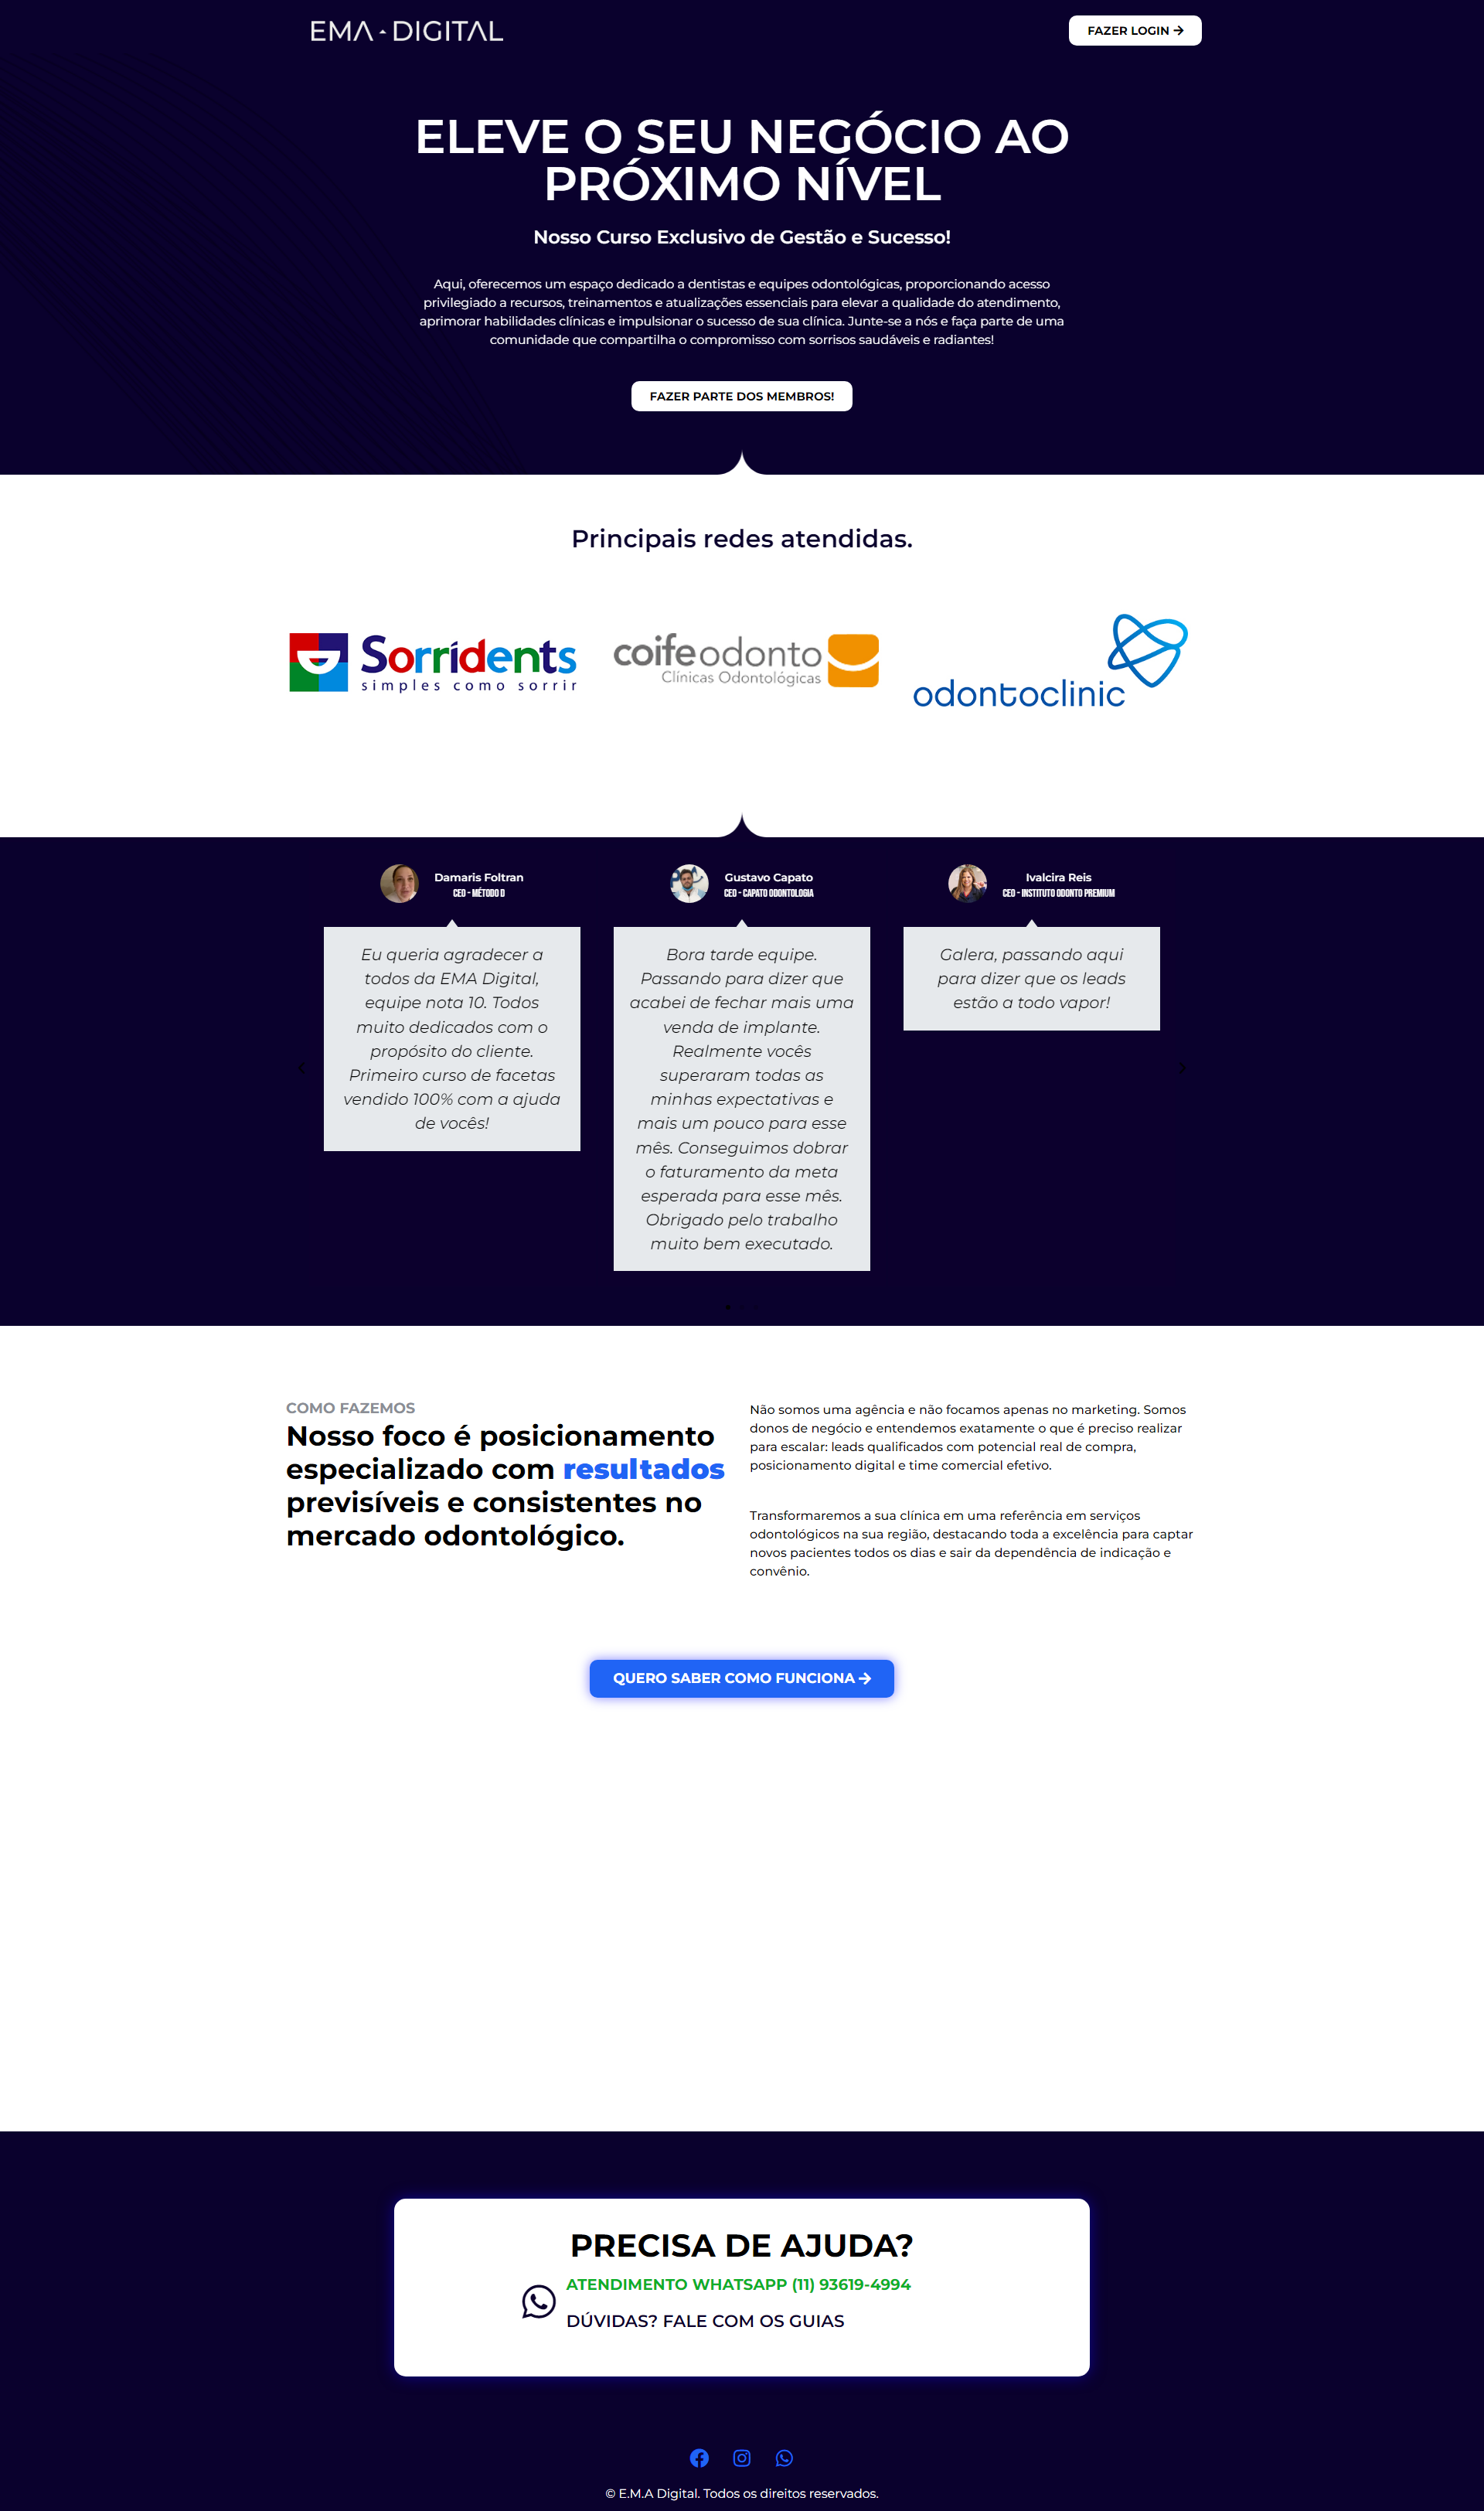 EMA DIGITAL
FAZER LOGIN
ELEVE O SEU NEGÓCIO AO
PRÓXIMO NÍVEL
Nosso Curso Exclusivo de Gestão e Sucesso!
Aqui, oferecemos um espaço dedicado a dentistas e equipes odontológicas, proporcionando acesso
privilegiado a recursos, treinamentos e atualizações essenciais para elevar a qualidade do atendimento,
aprimorar habilidades clínicas e impulsionar o sucesso de sua clínica. Junte-se a nós e faça parte de uma
comunidade que compartilha o compromisso com sorrisos saudáveis e radiantes!
FAZER PARTE DOS MEMBROS!
Principais redes atendidas.
Sorridents
simples como sorrir
coifeodonto
Clínicas Odontológicas
odontoclinic
Damaris Foltran
CEO - MÉTODO D
Eu queria agradecer a
todos da EMA Digital,
equipe nota 10. Todos
muito dedicados com o
propósito do cliente.
Primeiro curso de facetas
vendido 100% com a ajuda
de vocês!
Gustavo Capato
CEO - CAPATO ODONTOLOGIA
Bora tarde equipe.
Passando para dizer que
acabei de fechar mais uma
venda de implante.
Realmente vocês
superaram todas as
minhas expectativas e
mais um pouco para esse
mês. Conseguimos dobrar
o faturamento da meta
esperada para esse mês.
Obrigado pelo trabalho
muito bem executado.
Ivalcira Reis
CEO - INSTITUTO ODONTO PREMIUM
Galera, passando aqui
para dizer que os leads
estão a todo vapor!
COMO FAZEMOS
Nosso foco é posicionamento
especializado com resultados
previsíveis e consistentes no
mercado odontológico.
Não somos uma agência e não focamos apenas no marketing. Somos
donos de negócio e entendemos exatamente o que é preciso realizar
para escalar: leads qualificados com potencial real de compra,
posicionamento digital e time comercial efetivo.
Transformaremos a sua clínica em uma referência em serviços
odontológicos na sua região, destacando toda a excelência para captar
novos pacientes todos os dias e sair da dependência de indicação e
convênio.
QUERO SABER COMO FUNCIONA
PRECISA DE AJUDA?
ATENDIMENTO WHATSAPP (11) 93619-4994
DÚVIDAS? FALE COM OS GUIAS
© E.M.A Digital. Todos os direitos reservados.